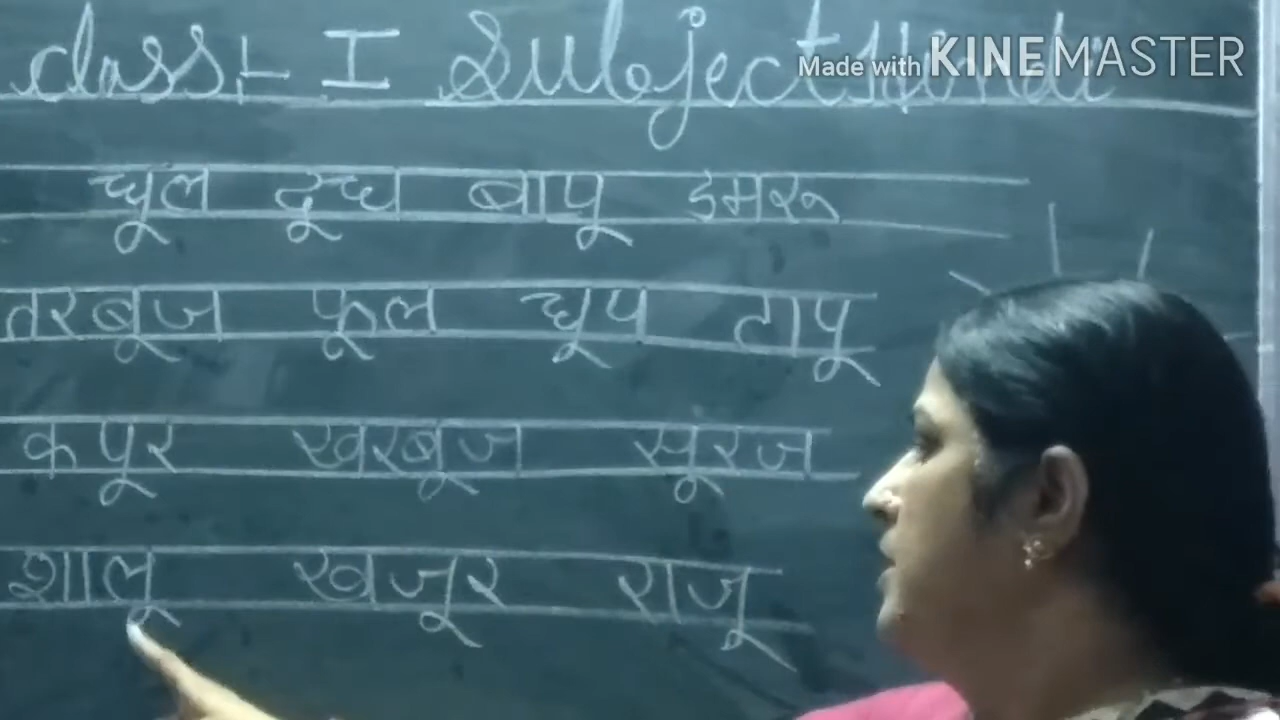 Class:- I Subject:- Hindi
Made with KINEMASTER
धूल दूध बापू डमरू
तरबूज फूल धूप टापू
कपूर खरबूज सूरज
शालू खजूर राजू